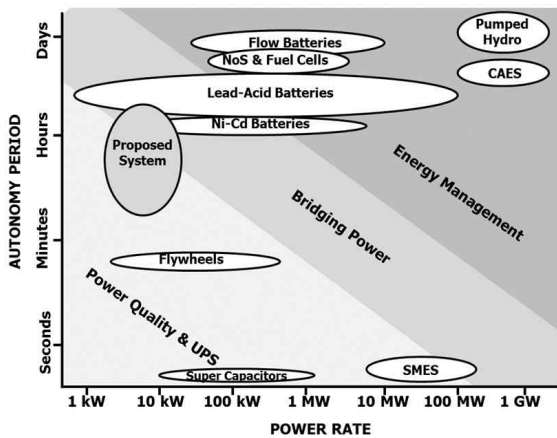 Days
Hours
Minutes
Seconds
AUTONOMY PERIOD
Flow Batteries
NoS & Fuel Cells
Pumped
Hydro
CAES
Lead-Acid Batteries
Ni-Cd Batteries
Proposed
System
Energy Management
Bridging Power
Flywheels
Power Quality & UPS
Super Capacitors
SMES
1 kW 10 kW 100 kW 1 MW 10 MW 100 MW 1 GW
POWER RATE